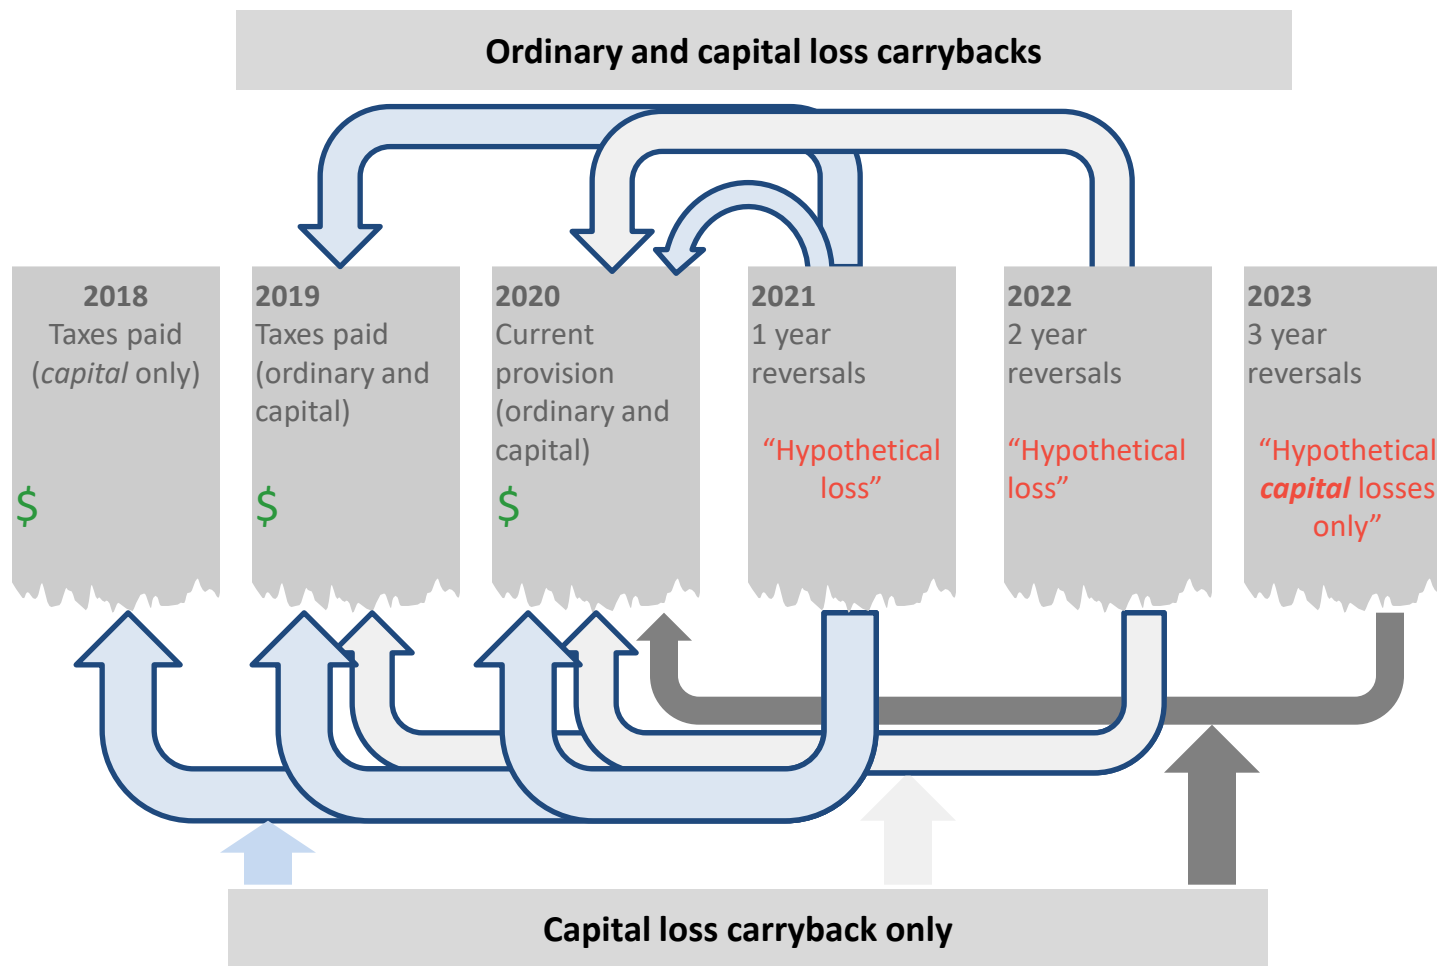 Ordinary and capital loss carrybacks
2018
Taxes paid
(capital only)
$
2019
Taxes paid
(ordinary and
capital)
$
2020
Current
provision
(ordinary and
capital)
$
2021
1 year
reversals
“Hypothetical
loss”
2022
2 year
reversals
“Hypothetical
loss”
2023
3 year
reversals
“Hypothetical
capital losses
only”
Capital loss carryback only